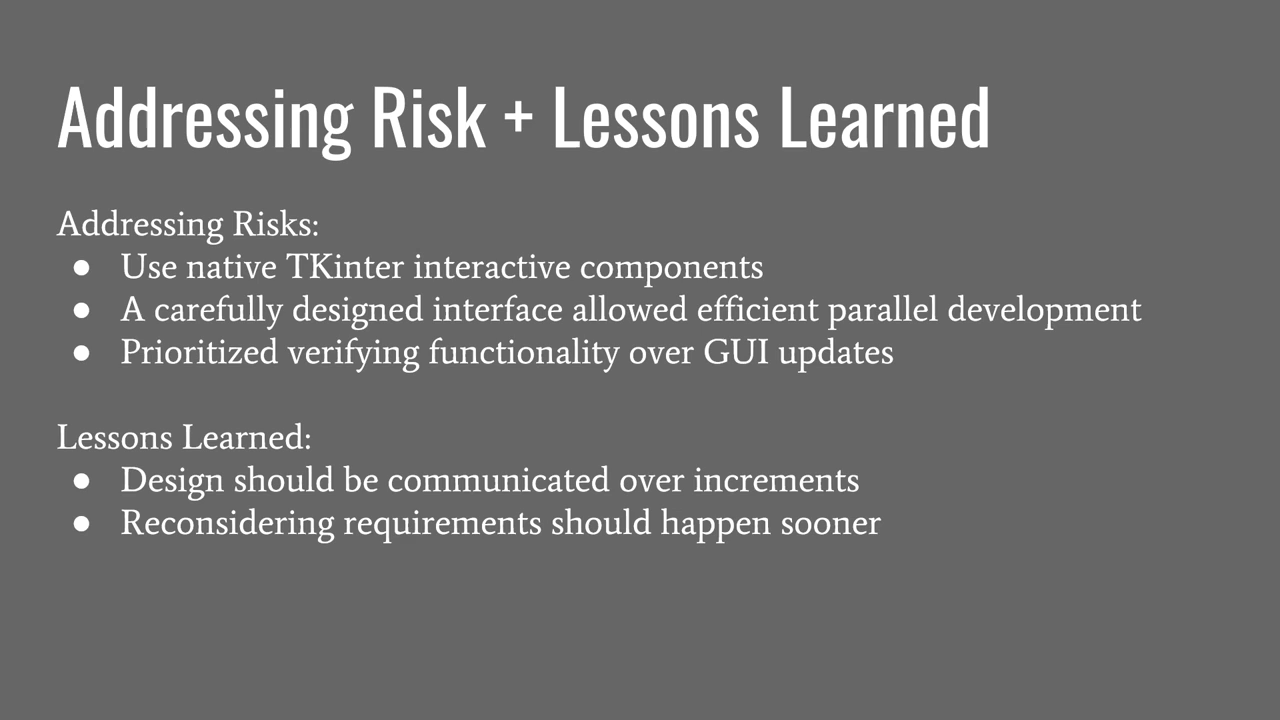 Addressing Risk + Lessons Learned
Addressing Risks:
● Use native TKinter interactive components
● A carefully designed interface allowed efficient parallel development
● Prioritized verifying functionality over GUI updates
Lessons Learned:
● Design should be communicated over increments
● Reconsidering requirements should happen sooner